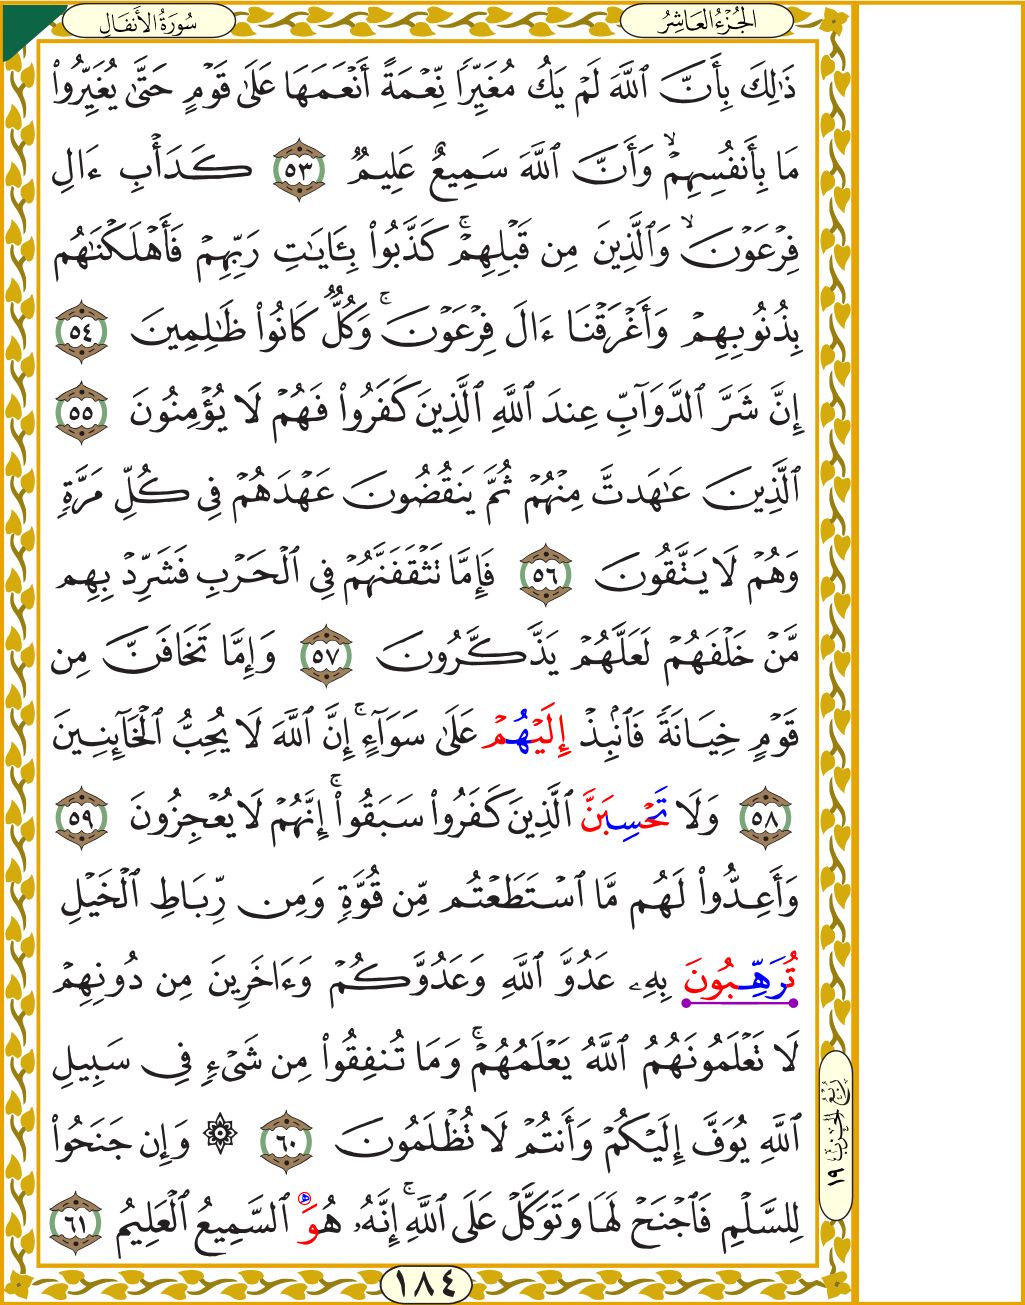 سُورَةُ الأَنفَالِ
الجُزْءُ العَاشِرُ
ذَٰلِكَ بِأَنَّ ٱللَّهَ لَمْ يَكُ مُغَيِّرًا نِّعْمَةً أَنْعَمَهَا عَلَىٰ قَوْمٍ حَتَّىٰ يُغَيِّرُوا۟
مَا بِأَنفُسِهِمْ ۙ وَأَنَّ ٱللَّهَ سَمِيعٌ عَلِيمٌ ٥٣ كَدَأْبِ ءَالِ
فِرْعَوْنَ ۙ وَٱلَّذِينَ مِن قَبْلِهِمْ ۚ كَذَّبُوا۟ بِـَٔايَـٰتِ رَبِّهِمْ فَأَهْلَكْنَـٰهُم
بِذُنُوبِهِمْ وَأَغْرَقْنَا ءَالَ فِرْعَوْنَ ۚ وَكُلٌّ كَانُوا۟ ظَـٰلِمِينَ ٥٤
إِنَّ شَرَّ ٱلدَّوَآبِّ عِندَ ٱللَّهِ ٱلَّذِينَ كَفَرُوا۟ فَهُمْ لَا يُؤْمِنُونَ ٥٥
ٱلَّذِينَ عَـٰهَدتَّ مِنْهُمْ ثُمَّ يَنقُضُونَ عَهْدَهُمْ فِى كُلِّ مَرَّةٍ
وَهُمْ لَا يَتَّقُونَ ٥٦ فَإِمَّا تَثْقَفَنَّهُمْ فِى ٱلْحَرْبِ فَشَرِّدْ بِهِم
مَّنْ خَلْفَهُمْ لَعَلَّهُمْ يَذَّكَّرُونَ ٥٧ وَإِمَّا تَخَافَنَّ مِن
قَوْمٍ خِيَانَةً فَٱنۢبِذْ إِلَيْهُمْ عَلَىٰ سَوَآءٍ ۚ إِنَّ ٱللَّهَ لَا يُحِبُّ ٱلْخَآئِنِينَ
٥٨ وَلَا تَحْسِبَنَّ ٱلَّذِينَ كَفَرُوا۟ سَبَقُوٓا۟ ۚ إِنَّهُمْ لَا يُعْجِزُونَ ٥٩
وَأَعِدُّوا۟ لَهُم مَّا ٱسْتَطَعْتُم مِّن قُوَّةٍ وَمِن رِّبَاطِ ٱلْخَيْلِ
تُرَهِّبُونَ بِهِۦ عَدُوَّ ٱللَّهِ وَعَدُوَّكُمْ وَءَاخَرِينَ مِن دُونِهِمْ
لَا تَعْلَمُونَهُمُ ٱللَّهُ يَعْلَمُهُمْ ۚ وَمَا تُنفِقُوا۟ مِن شَىْءٍ فِى سَبِيلِ
ٱللَّهِ يُوَفَّ إِلَيْكُمْ وَأَنتُمْ لَا تُظْلَمُونَ ٦٠ ۞ وَإِن جَنَحُوا۟
لِلسَّلْمِ فَٱجْنَحْ لَهَا وَتَوَكَّلْ عَلَى ٱللَّهِ ۚ إِنَّهُۥ هُوَ ٱلسَّمِيعُ ٱلْعَلِيمُ ٦١
رُبْعُ الحِزْبِ ١٩
١٨٤